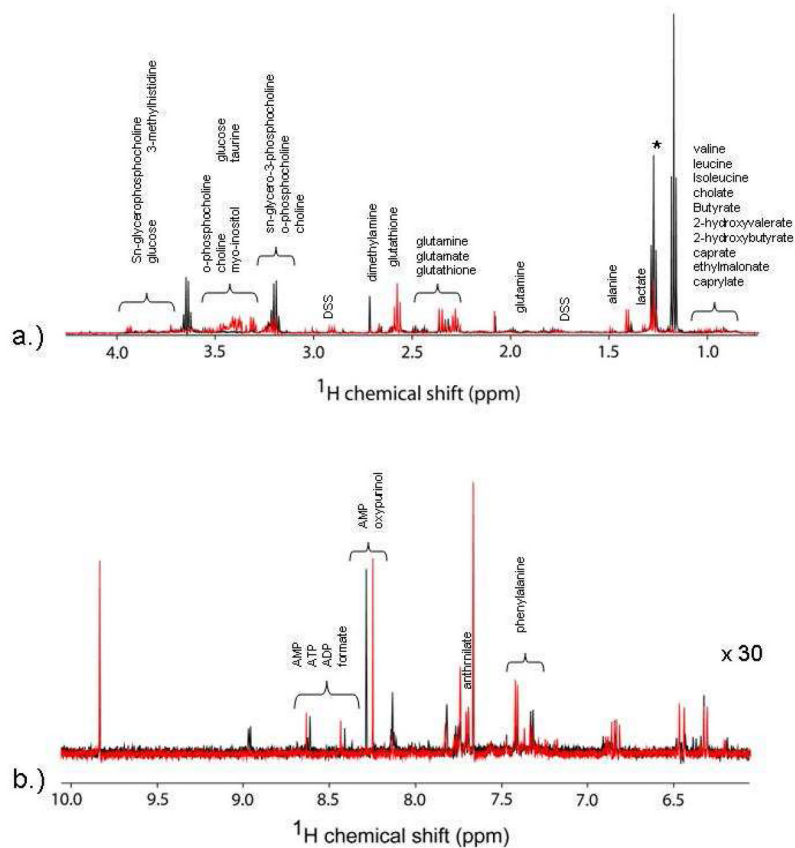 Sn-glycerophosphocholine
3-methylhistidine
glucose
o-phosphocholine
glucose
choline
taurine
myo-inositol
sn-glycero-3-phosphocholine
o-phosphocholine
choline
DSS
dimethylamine
glutathione
glutamine
glutamate
glutathione
glutamine
DSS
alanine
lactate
*
valine
leucine
Isoleucine
cholate
Butyrate
2-hydroxyvalerate
2-hydroxybutyrate
caprate
ethylmalonate
caprylate
a.)
4.0 3.5 3.0 2.5 2.0 1.5 1.0
1H chemical shift (ppm)
AMP
oxypurinol
AMP
ATP
ADP
formate
anthrnilate
phenylalanine
x 30
b.)
10.0 9.5 9.0 8.5 8.0 7.5 7.0 6.5
1H chemical shift (ppm)